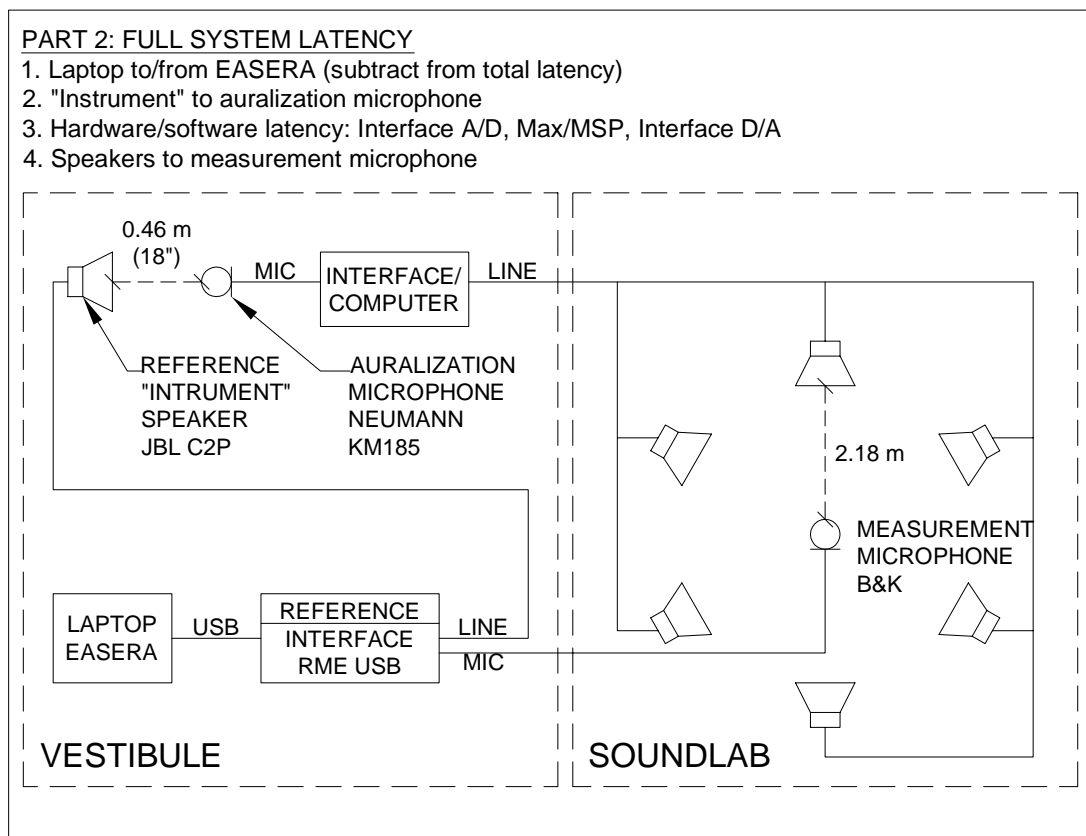 PART 2: FULL SYSTEM LATENCY
1. Laptop to/from EASERA (subtract from total latency)
2. "Instrument" to auralization microphone
3. Hardware/software latency: Interface A/D, Max/MSP, Interface D/A
4. Speakers to measurement microphone
0.46 m
(18")
MIC
INTERFACE/
COMPUTER
LINE
REFERENCE
"INTRUMENT"
SPEAKER
JBL C2P
AURALIZATION
MICROPHONE
NEUMANN
KM185
2.18 m
MEASUREMENT
MICROPHONE
B&K
LAPTOP
EASERA
USB
REFERENCE
INTERFACE
RME USB
LINE
MIC
VESTIBULE
SOUNDLAB